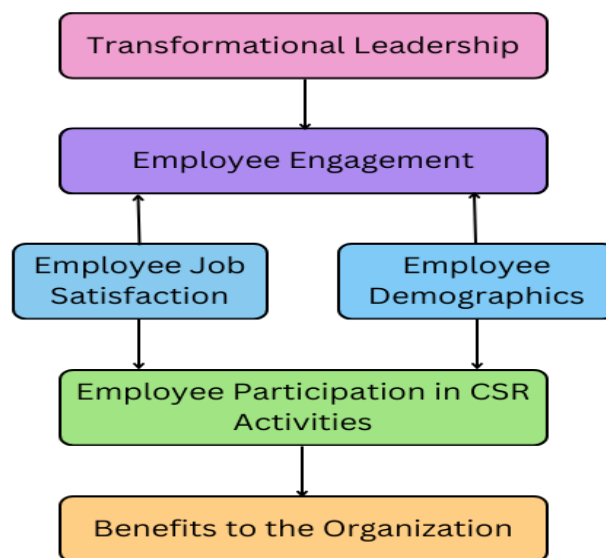 Transformational Leadership
Employee Engagement
Employee Job
Satisfaction
Employee
Demographics
Employee Participation in CSR
Activities
Benefits to the Organization